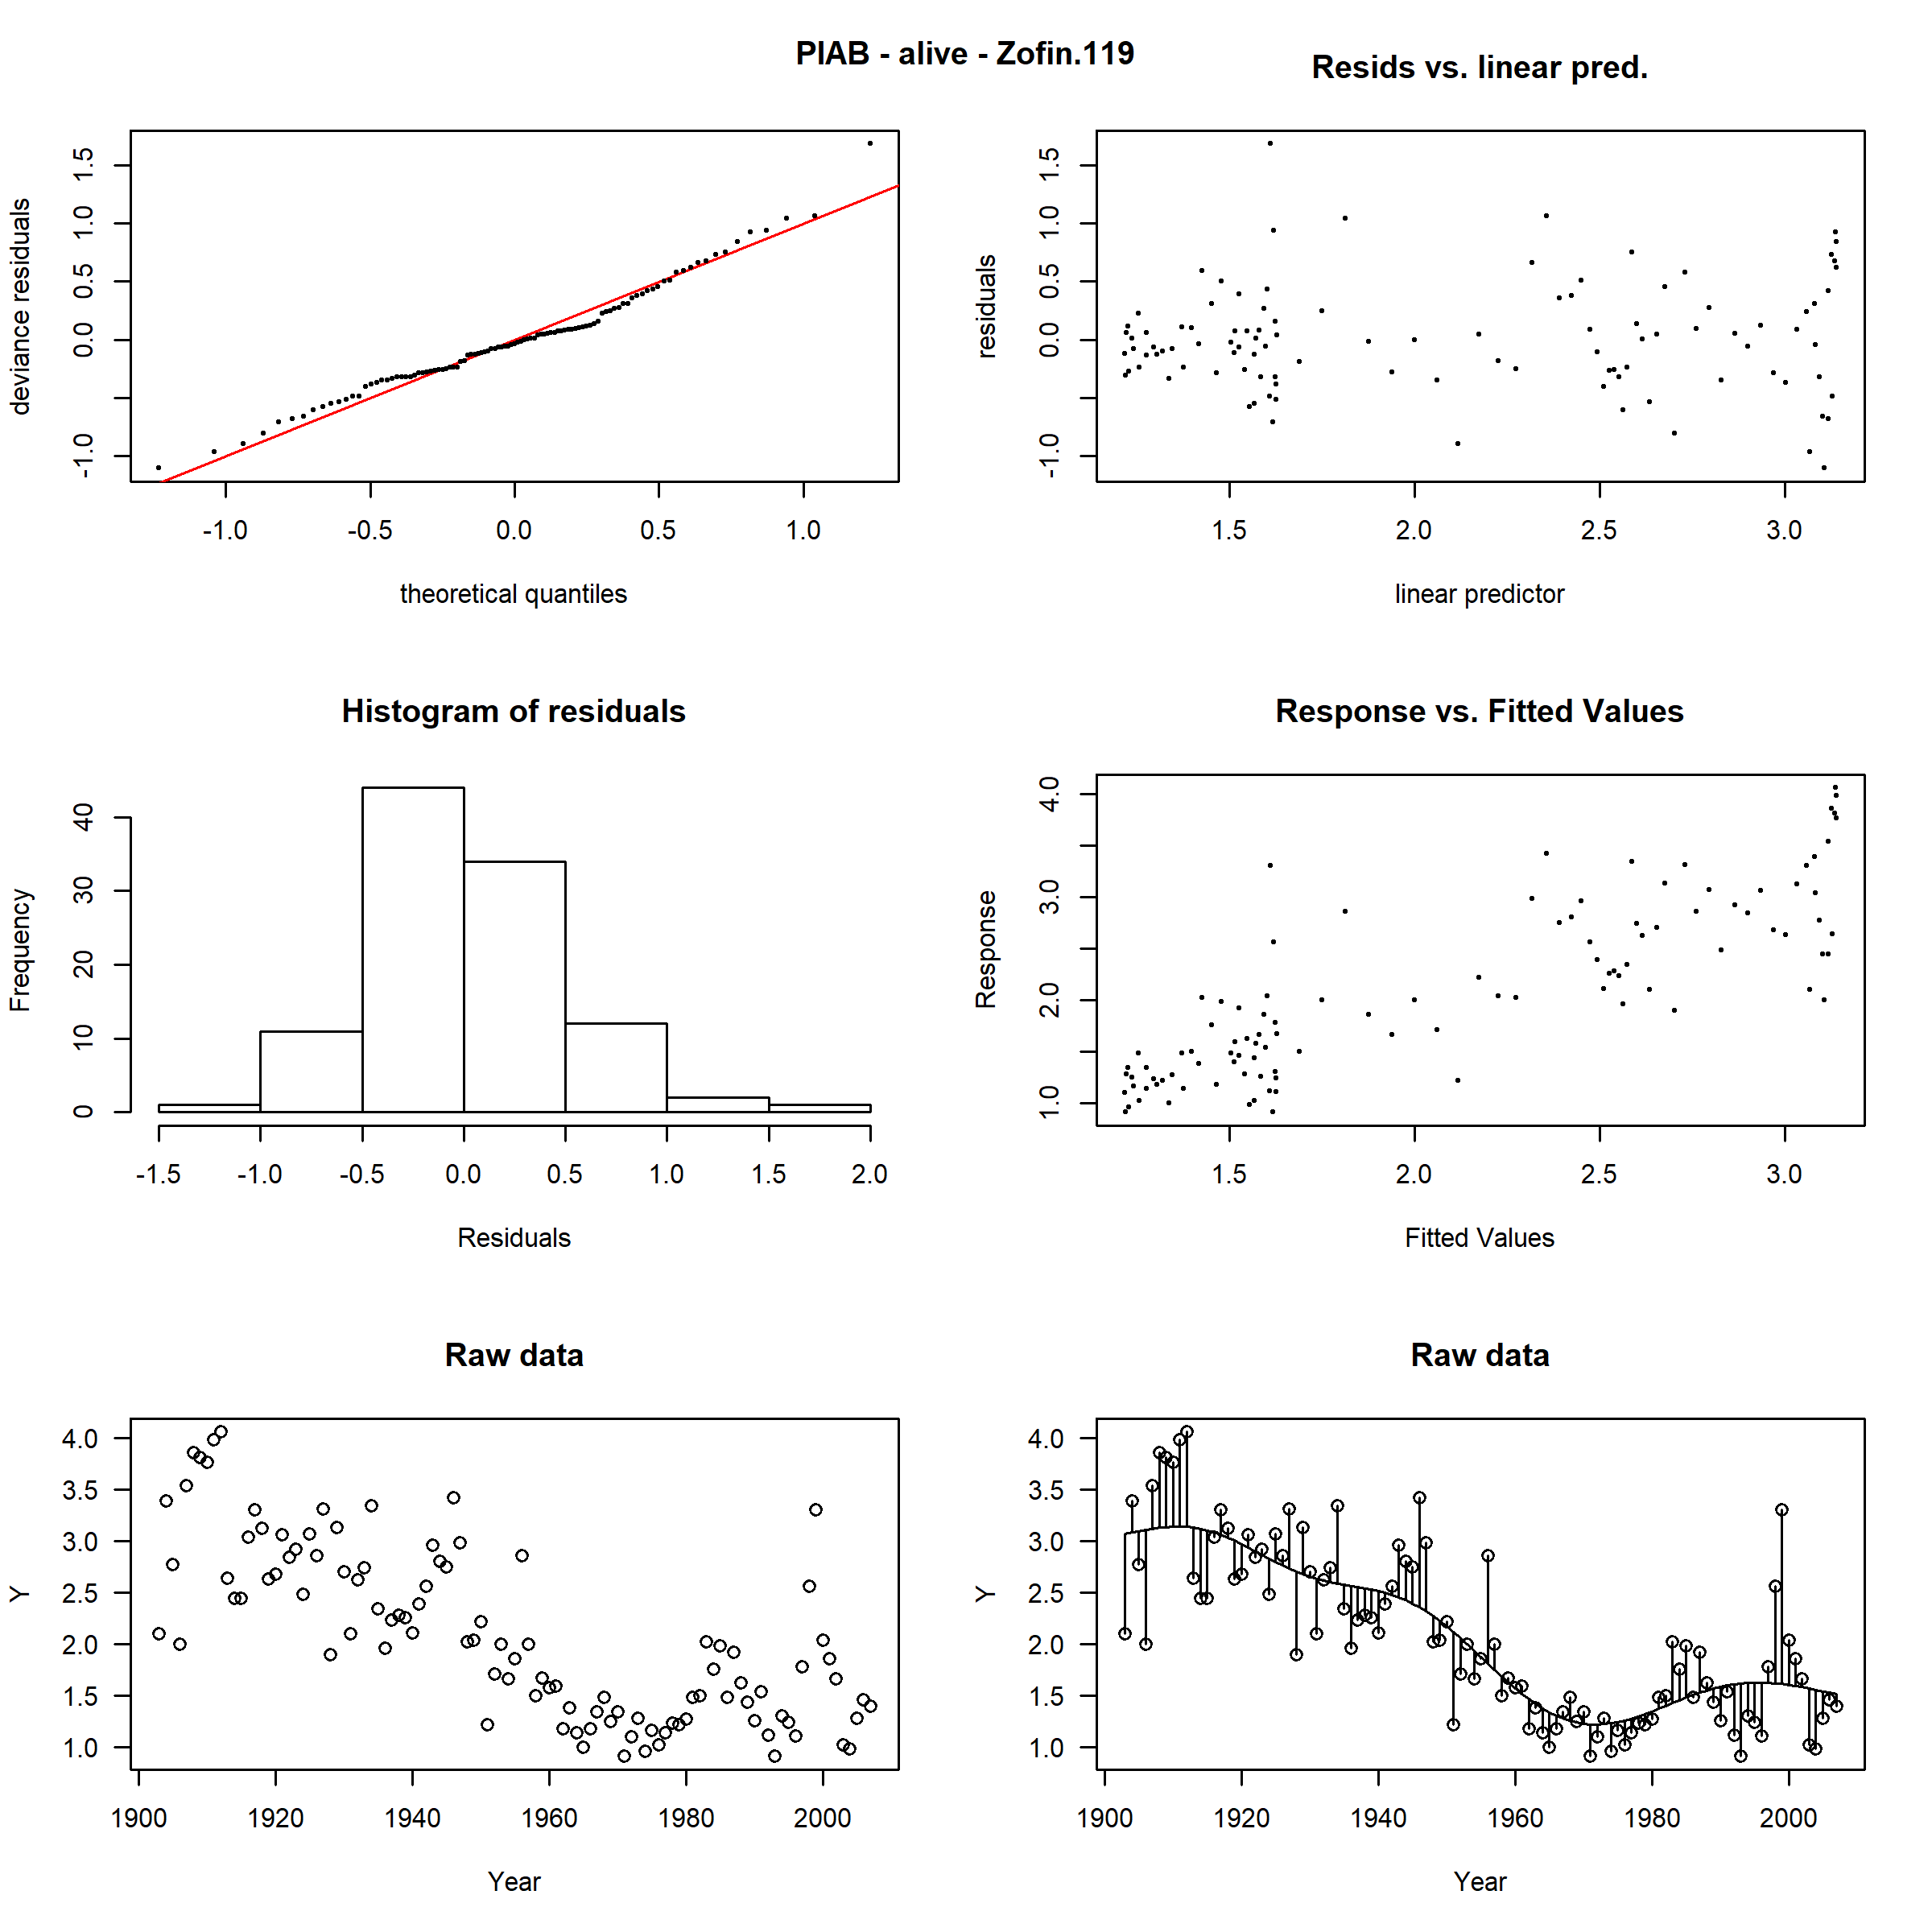 PIAB - alive - Zofin.119
Resids vs. linear pred.
deviance residuals
-1.0 0.0 0.5 1.0 1.5
-1.0 -0.5 0.0 0.5 1.0
theoretical quantiles
residuals
-1.0 0.0 0.5 1.0 1.5
1.5 2.0 2.5 3.0
linear predictor
Histogram of residuals
Frequency
0 10 20 30 40
-1.5 -1.0 -0.5 0.0 0.5 1.0 1.5 2.0
Residuals
Response vs. Fitted Values
Response
1.0 2.0 3.0 4.0
1.5 2.0 2.5 3.0
Fitted Values
Raw data
Y
4.0
3.5
3.0
2.5
2.0
1.5
1.0
1900 1920 1940 1960 1980 2000
Year
Raw data
Y
4.0
3.5
3.0
2.5
2.0
1.5
1.0
1900 1920 1940 1960 1980 2000
Year